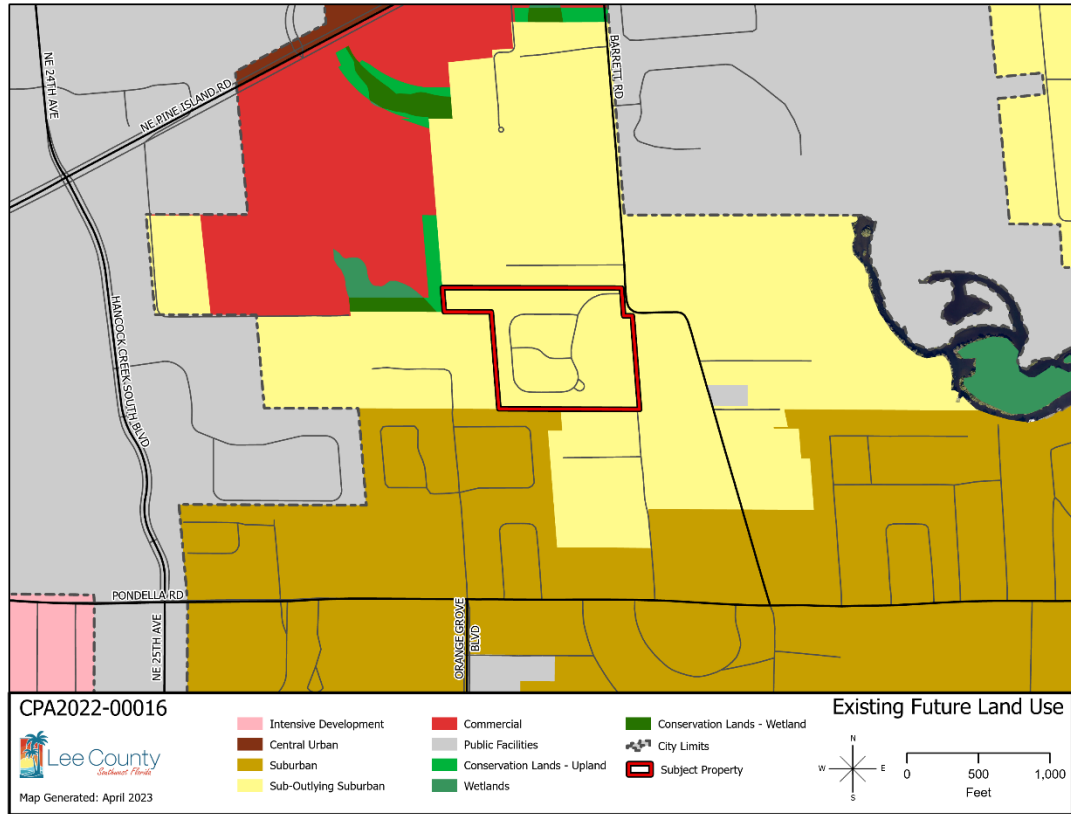 NE 24TH AVE
NE PINE ISLAND RD
BARRETT RD
HANCOCK CREEK SOUTH BLVD
PONDELLA RD
NE 25TH AVE
ORANGE GROVE
BLVD
CPA2022-00016
Lee County
Southwest Florida
Map Generated: April 2023
Intensive Development
Central Urban
Suburban
Sub-Outlying Suburban
Commercial
Public Facilities
Conservation Lands - Upland
Wetlands
Conservation Lands - Wetland
City Limits
Subject Property
Existing Future Land Use
N
W E
S
0 500 1,000
Feet